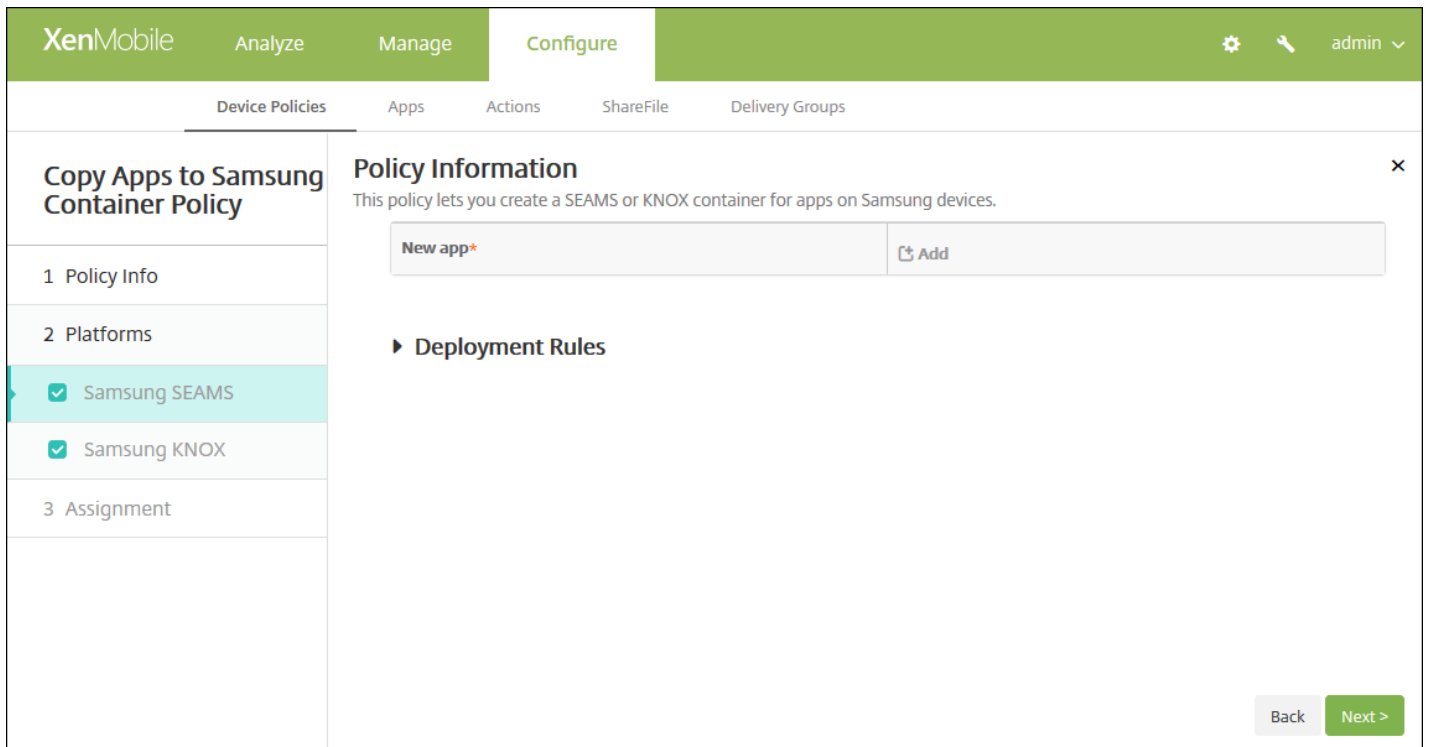 XenMobile Analyze Manage Configure admin
Device Policies Apps Actions ShareFile Delivery Groups
Copy Apps to Samsung
Container Policy
1 Policy Info
2 Platforms
Samsung SEAMS
Samsung KNOX
3 Assignment
Policy Information
This policy lets you create a SEAMS or KNOX container for apps on Samsung devices.
New app* Add
Deployment Rules
Back Next >